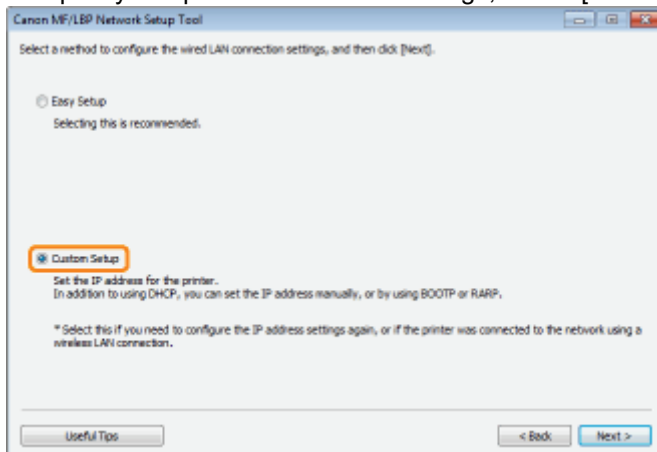 Canon MF/LBP Network Setup Tool
Select a method to configure the wired LAN connection settings, and then click [Next].
Easy Setup
Selecting this is recommended.
Custom Setup
Set the IP address for the printer.
In addition to using DHCP, you can set the IP address manually, or by using BOOTP or RARP.
* Select this if you need to configure the IP address settings again, or if the printer was connected to the network using a
wireless LAN connection.
Useful Tips
< Back
Next >